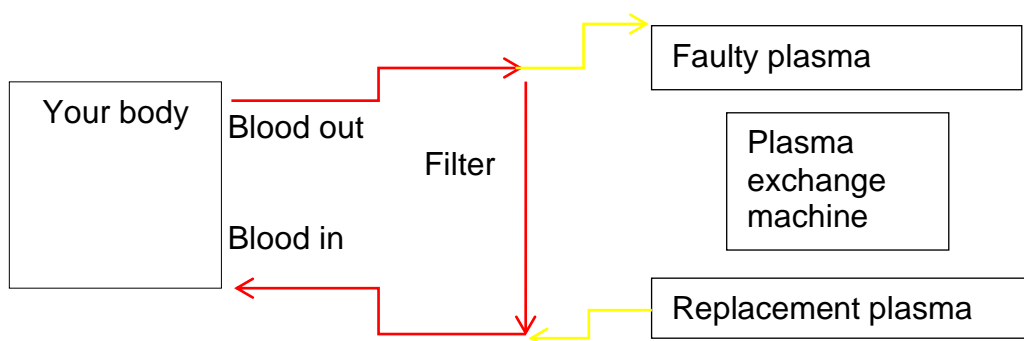 Your body
Blood out
Filter
Blood in
Faulty plasma
Plasma
exchange
machine
Replacement plasma